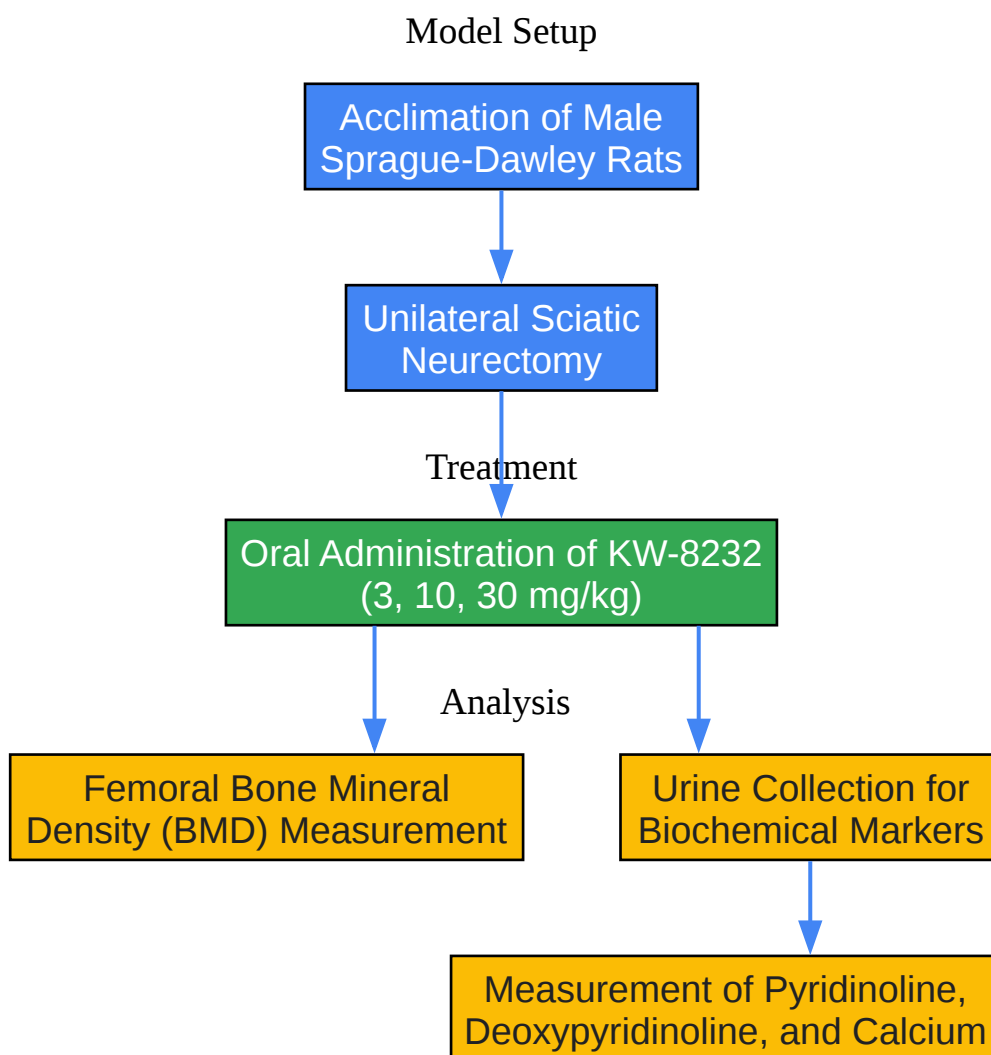 Model Setup
Acclimation of Male
Sprague-Dawley Rats
Unilateral Sciatic
Neurectomy
Treatment
Oral Administration of KW-8232
(3, 10, 30 mg/kg)
Analysis
Femoral Bone Mineral
Density (BMD) Measurement
Urine Collection for
Biochemical Markers
Measurement of Pyridinoline,
Deoxypyridinoline, and Calcium